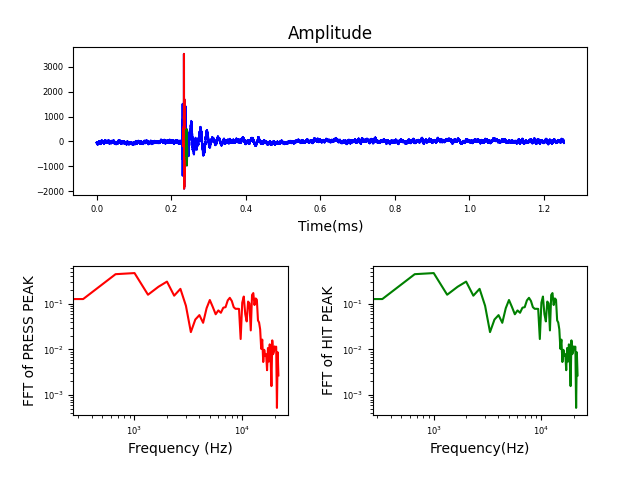 Amplitude
3000
2000
1000
0
−1000
−2000
0.0 0.2 0.4 0.6 0.8 1.0 1.2
Time(ms)
FFT of PRESS PEAK
10⁻¹
10⁻²
10⁻³
10³ 10⁴
Frequency (Hz)
FFT of HIT PEAK
10⁻¹
10⁻²
10⁻³
10³ 10⁴
Frequency(Hz)